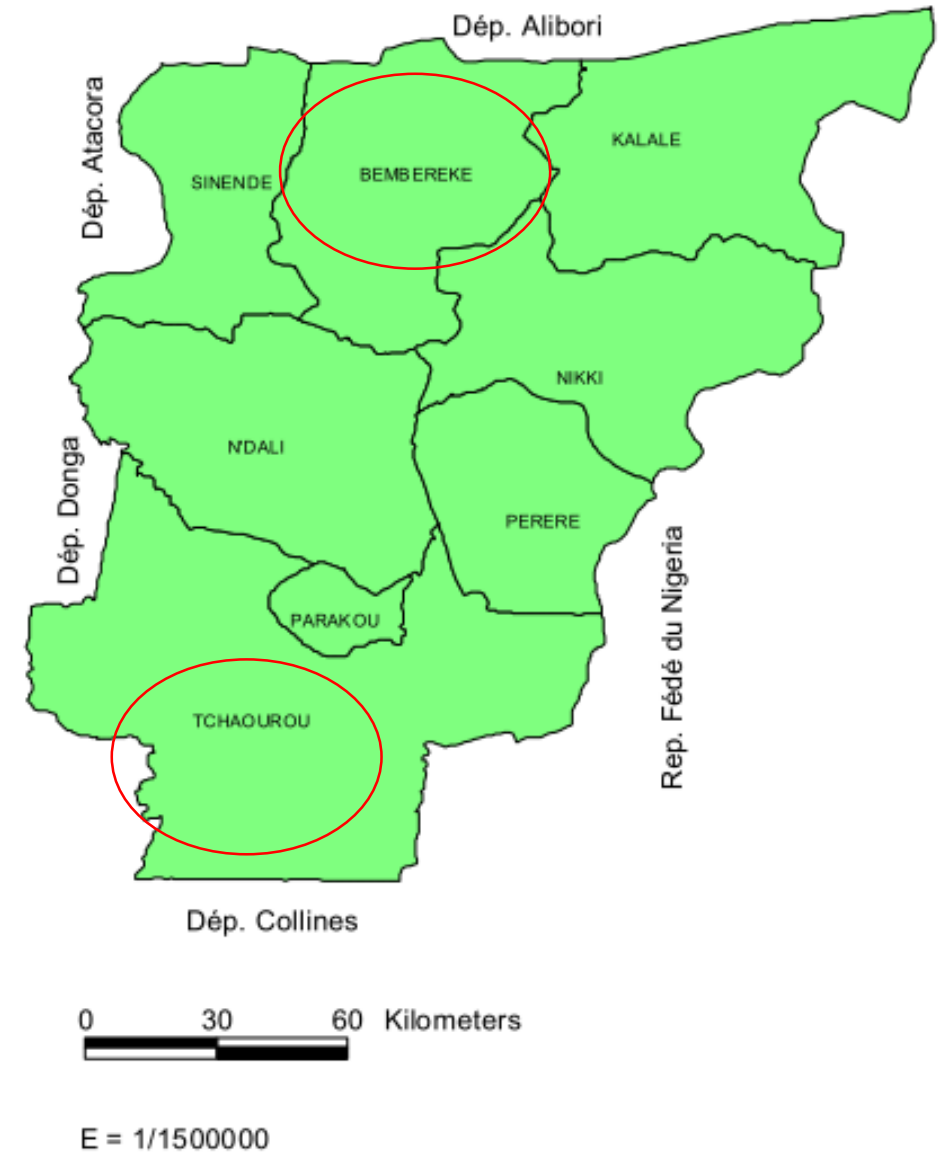 Dép. Alibori
Dép. Atacora
KALALE
BEMBEREKE
SINENDE
NIKKI
N'DALI
Dép. Donga
PERERE
PARAKOU
Rep. Fédé du Nigeria
TCHAOUROU
Dép. Collines
0 30 60 Kilometers
E = 1/1500000